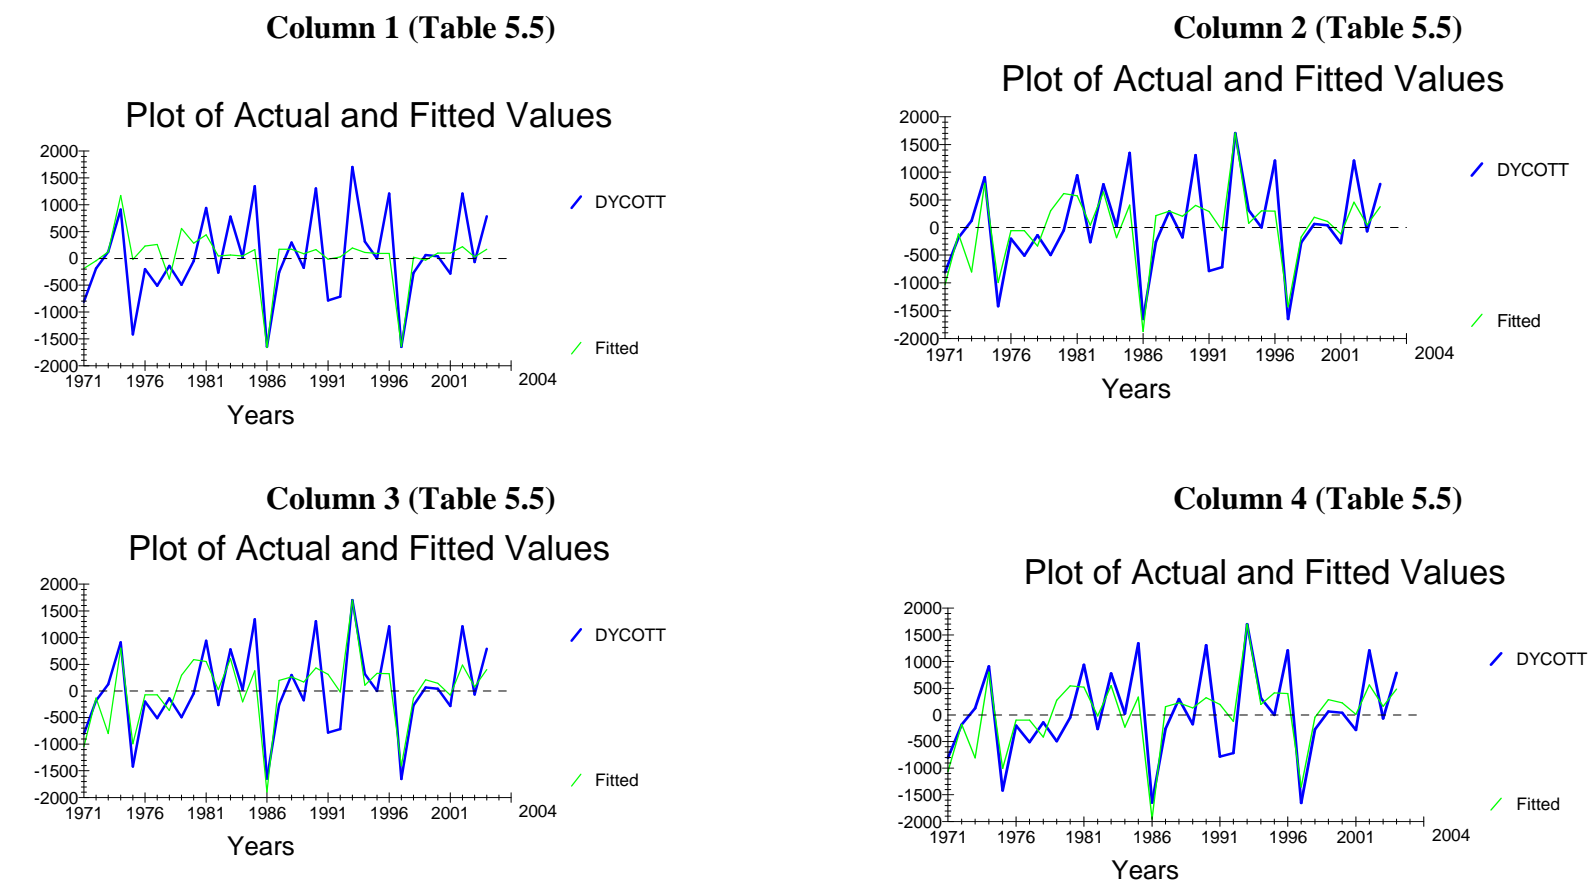 Column 1 (Table 5.5)
Plot of Actual and Fitted Values
2000
1500
1000
500
0
-500
-1000
-1500
-2000
1971 1976 1981 1986 1991 1996 2001 2004
Years
DYCOTT
Fitted
Column 2 (Table 5.5)
Plot of Actual and Fitted Values
2000
1500
1000
500
0
-500
-1000
-1500
-2000
1971 1976 1981 1986 1991 1996 2001 2004
Years
DYCOTT
Fitted
Column 3 (Table 5.5)
Plot of Actual and Fitted Values
2000
1500
1000
500
0
-500
-1000
-1500
-2000
1971 1976 1981 1986 1991 1996 2001 2004
Years
DYCOTT
Fitted
Column 4 (Table 5.5)
Plot of Actual and Fitted Values
2000
1500
1000
500
0
-500
-1000
-1500
-2000
1971 1976 1981 1986 1991 1996 2001 2004
Years
DYCOTT
Fitted